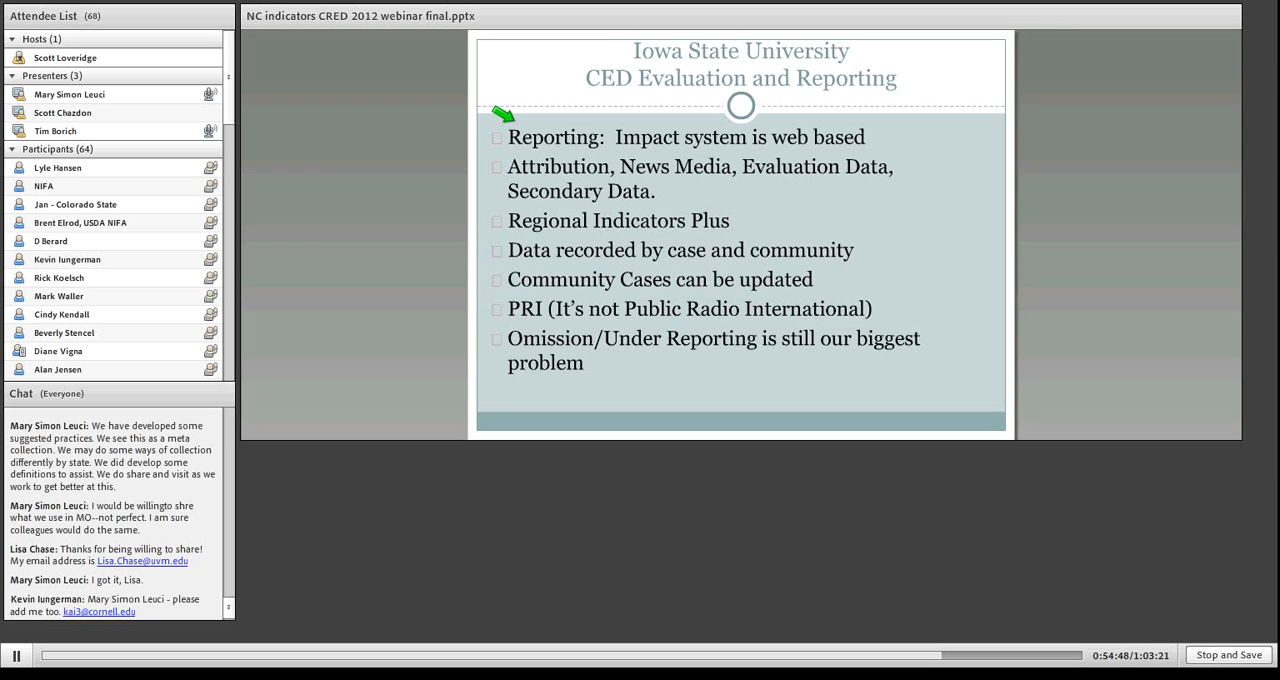 Attendee List (68)
Hosts (1)
Scott Loveridge
Presenters (3)
Mary Simon Leuci
Scott Chazdon
Tim Borich
Participants (64)
Lyle Hansen
NIFA
Jan - Colorado State
Brent Elrod, USDA NIFA
D Berard
Kevin Iungerman
Rick Koelsch
Mark Waller
Cindy Kendall
Beverly Stencel
Diane Vigna
Alan Jensen
Chat (Everyone)
Mary Simon Leuci: We have developed some
suggested practices. We see this as a meta
collection. We may do some ways of collection
differently by state. We did develop some
definitions to assist. We do share and visit as we
work to get better at this.
Mary Simon Leuci: I would be willingto shre
what we use in MO--not perfect. I am sure
colleagues would do the same.
Lisa Chase: Thanks for being willing to share!
My email address is Lisa.Chase@uvm.edu
Mary Simon Leuci: I got it, Lisa.
Kevin Iungerman: Mary Simon Leuci - please
add me too. kai3@cornell.edu
NC indicators CRED 2012 webinar final.pptx
Iowa State University
CED Evaluation and Reporting
Reporting: Impact system is web based
Attribution, News Media, Evaluation Data,
Secondary Data.
Regional Indicators Plus
Data recorded by case and community
Community Cases can be updated
PRI (It's not Public Radio International)
Omission/Under Reporting is still our biggest
problem
0:54:48/1:03:21
Stop and Save